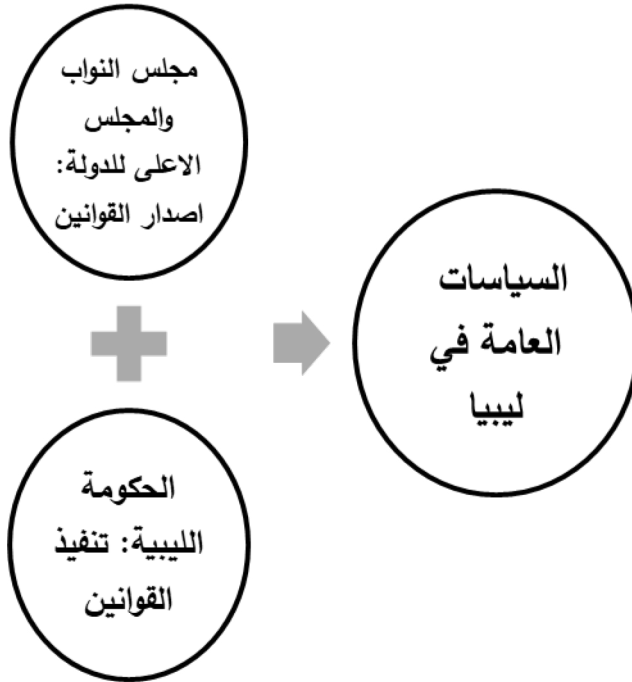 مجلس النواب
والمجلس
الاعلى للدولة:
اصدار القوانين
السياسات
العامة في
ليبيا
الحكومة
الليبية: تنفيذ
القوانين